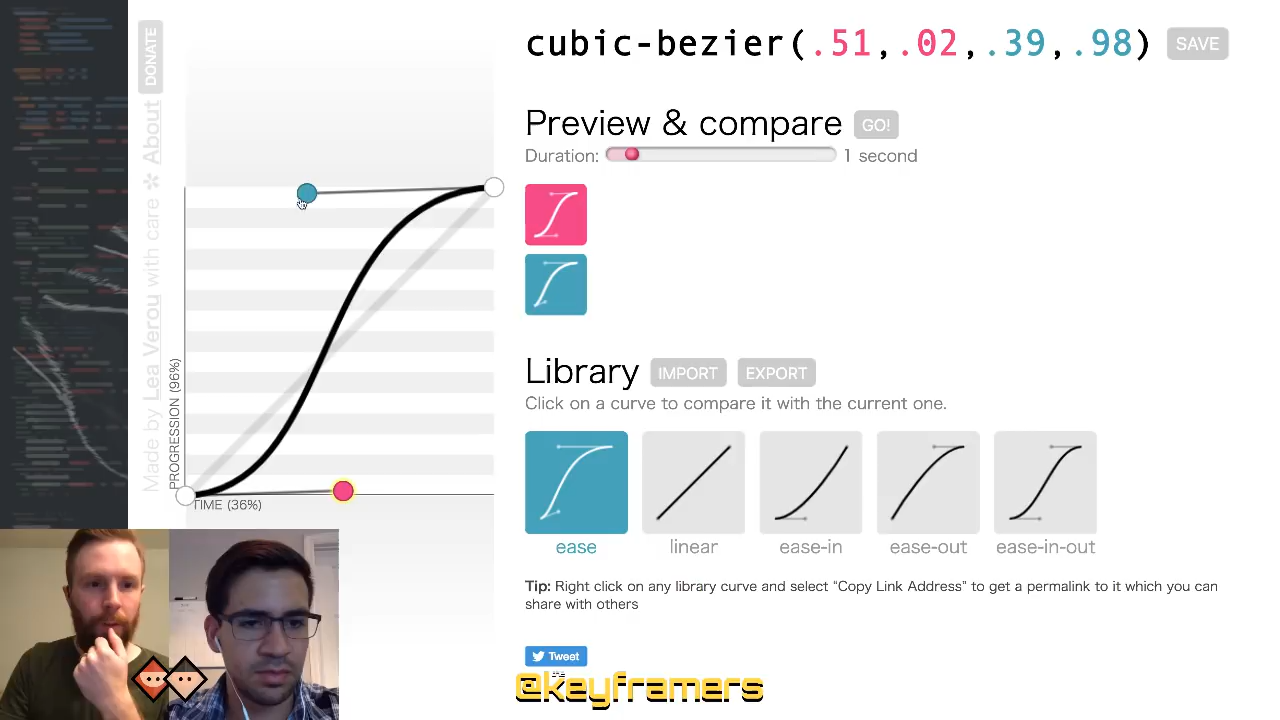 cubic-bezier(.51,.02,.39,.98) SAVE
DONATE
Made by Lea Verou with care ✲ About
Preview & compare GO!
Duration: 1 second
PROGRESSION (96%)
TIME (36%)
Library IMPORT EXPORT
Click on a curve to compare it with the current one.
ease linear ease-in ease-out ease-in-out
Tip: Right click on any library curve and select “Copy Link Address” to get a permalink to it which you can
share with others
Tweet
@keyframers